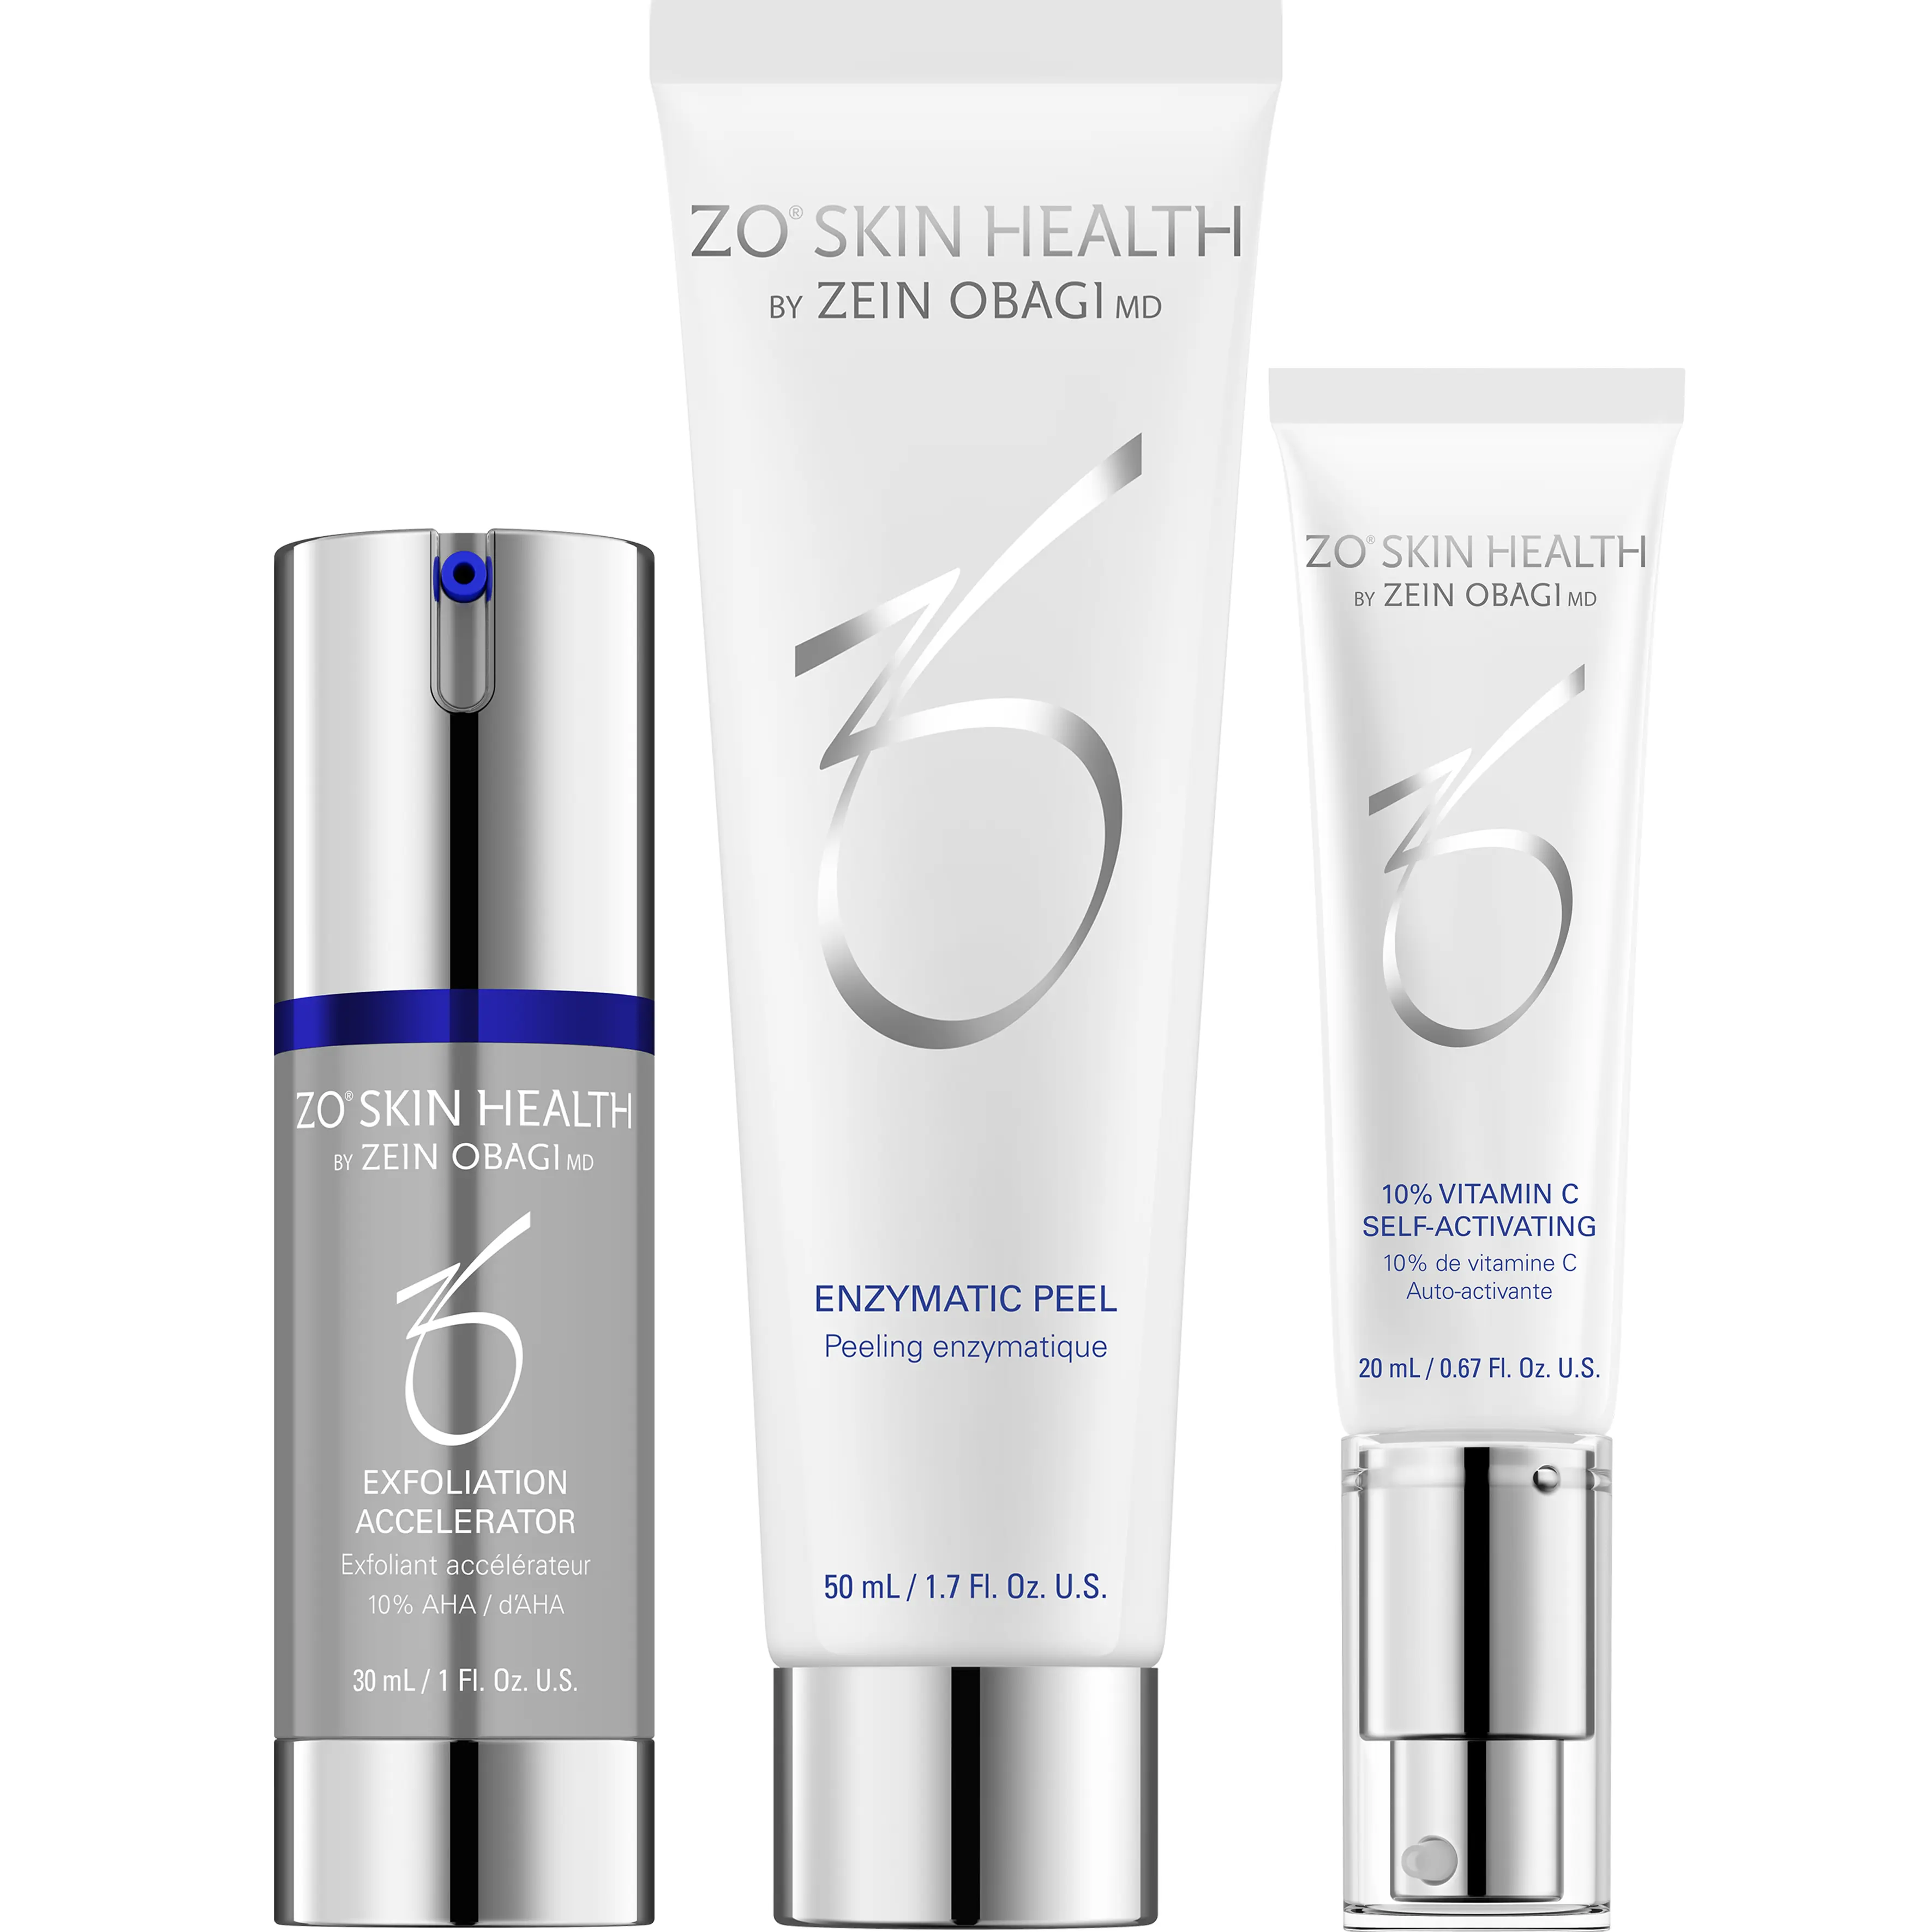 ZO® SKIN HEALTH
BY ZEIN OBAGI MD
EXFOLIATION
ACCELERATOR
Exfoliant accélérateur
10% AHA / d'AHA
30 mL / 1 Fl. Oz. U.S.
ZO® SKIN HEALTH
BY ZEIN OBAGI MD
ENZYMATIC PEEL
Peeling enzymatique
50 mL / 1.7 Fl. Oz. U.S.
ZO® SKIN HEALTH
BY ZEIN OBAGI MD
10% VITAMIN C
SELF-ACTIVATING
10% de vitamine C
Auto-activante
20 mL / 0.67 Fl. Oz. U.S.